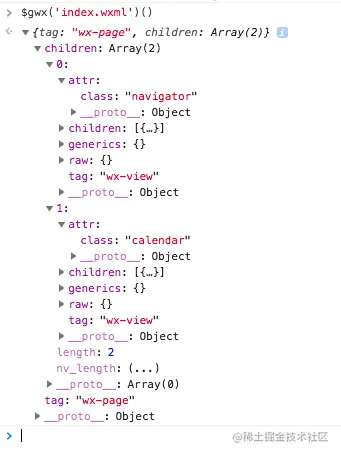 $gwx('index.wxml')()
{tag: "wx-page", children: Array(2)} i
children: Array(2)
0:
attr:
class: "navigator"
__proto__: Object
children: [{…}]
generics: {}
raw: {}
tag: "wx-view"
__proto__: Object
1:
attr:
class: "calendar"
__proto__: Object
children: [{…}]
generics: {}
raw: {}
tag: "wx-view"
__proto__: Object
length: 2
nv_length: (...)
__proto__: Array(0)
tag: "wx-page"
__proto__: Object
@稀土掘金技术社区